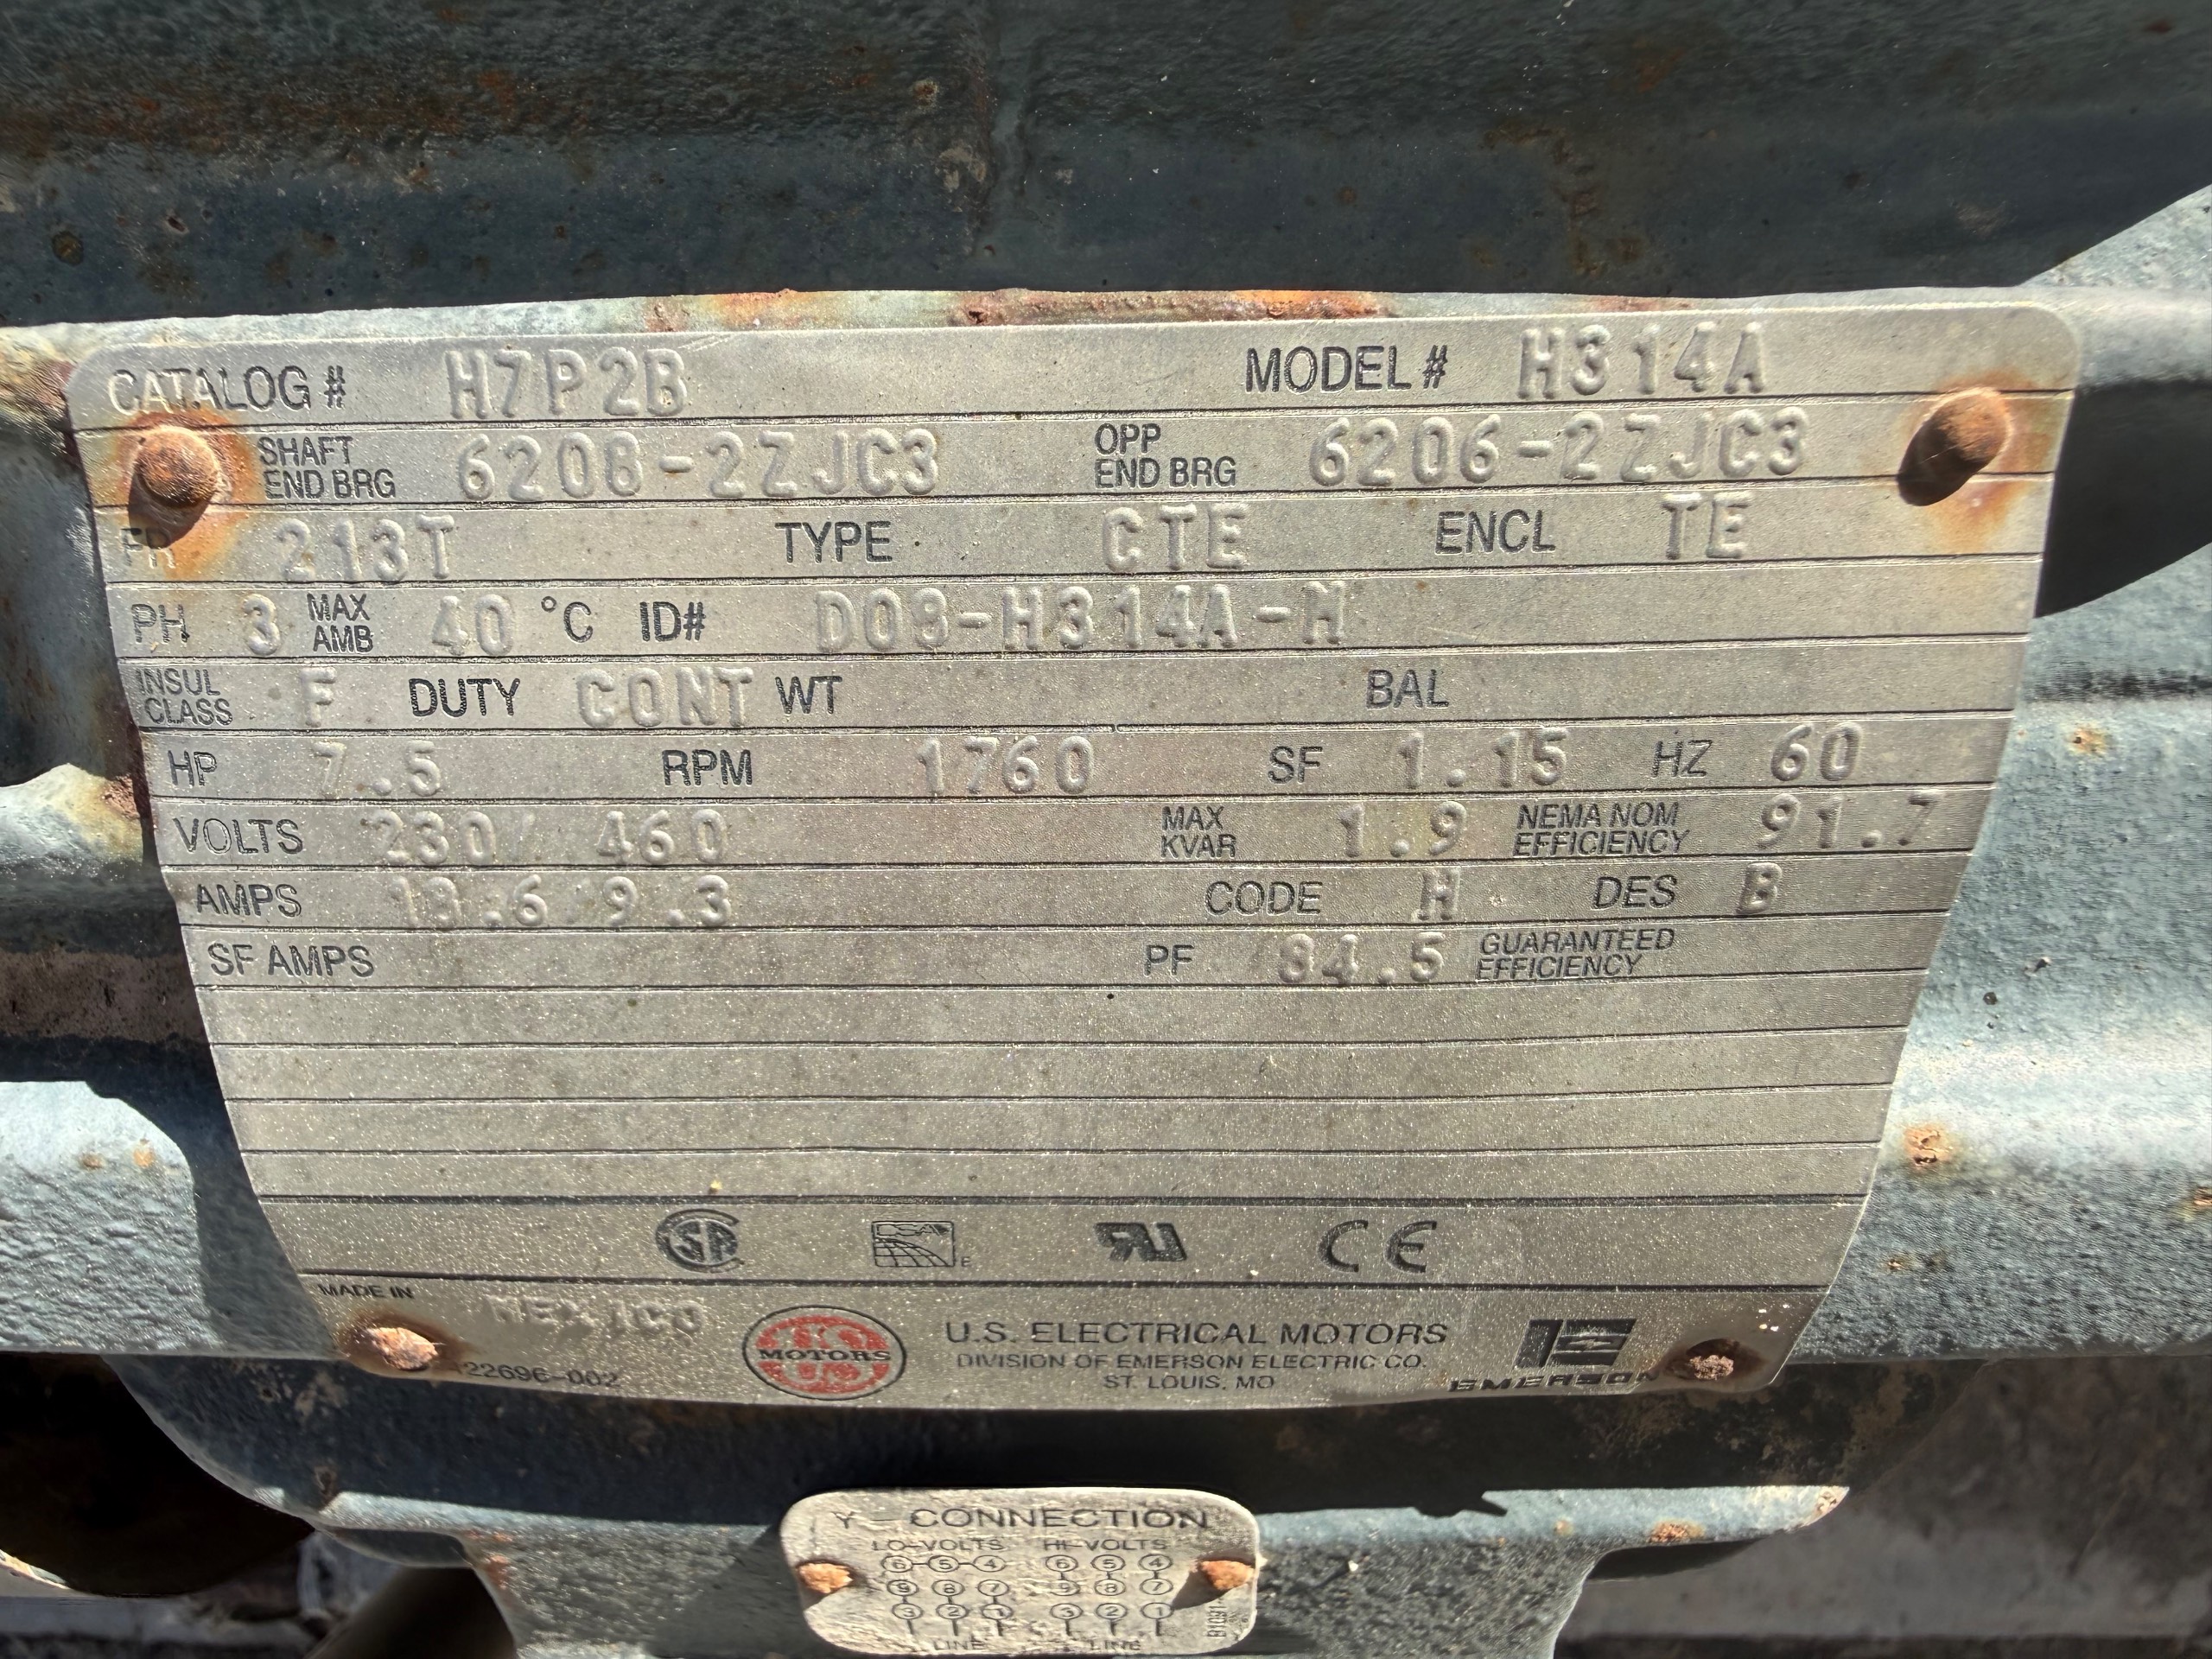 CATALOG # H7P2B MODEL # H314A
SHAFT END BRG 6208-2ZJC3 OPP END BRG 6206-2ZJC3
FR 213T TYPE CTE ENCL TE
PH 3 MAX AMB 40 °C ID# D08-H314A-H
INSUL CLASS F DUTY CONT WT BAL
HP 7.5 RPM 1760 SF 1.15 HZ 60
VOLTS 230/ 460 MAX KVAR 1.9 NEMA NOM EFFICIENCY 91.7
AMPS 9.3 CODE H DES B
SF AMPS PF 84.5 GUARANTEED EFFICIENCY
CE
MADE IN MEXICO
US MOTORS
U.S. ELECTRICAL MOTORS
DIVISION OF EMERSON ELECTRIC CO.
ST. LOUIS, MO
EMERSON
Y - CONNECTION
LO-VOLTS HI-VOLTS
6 5 4 6 5 4
9 8 7 9 8 7
3 2 1 3 2 1
LINE LINE